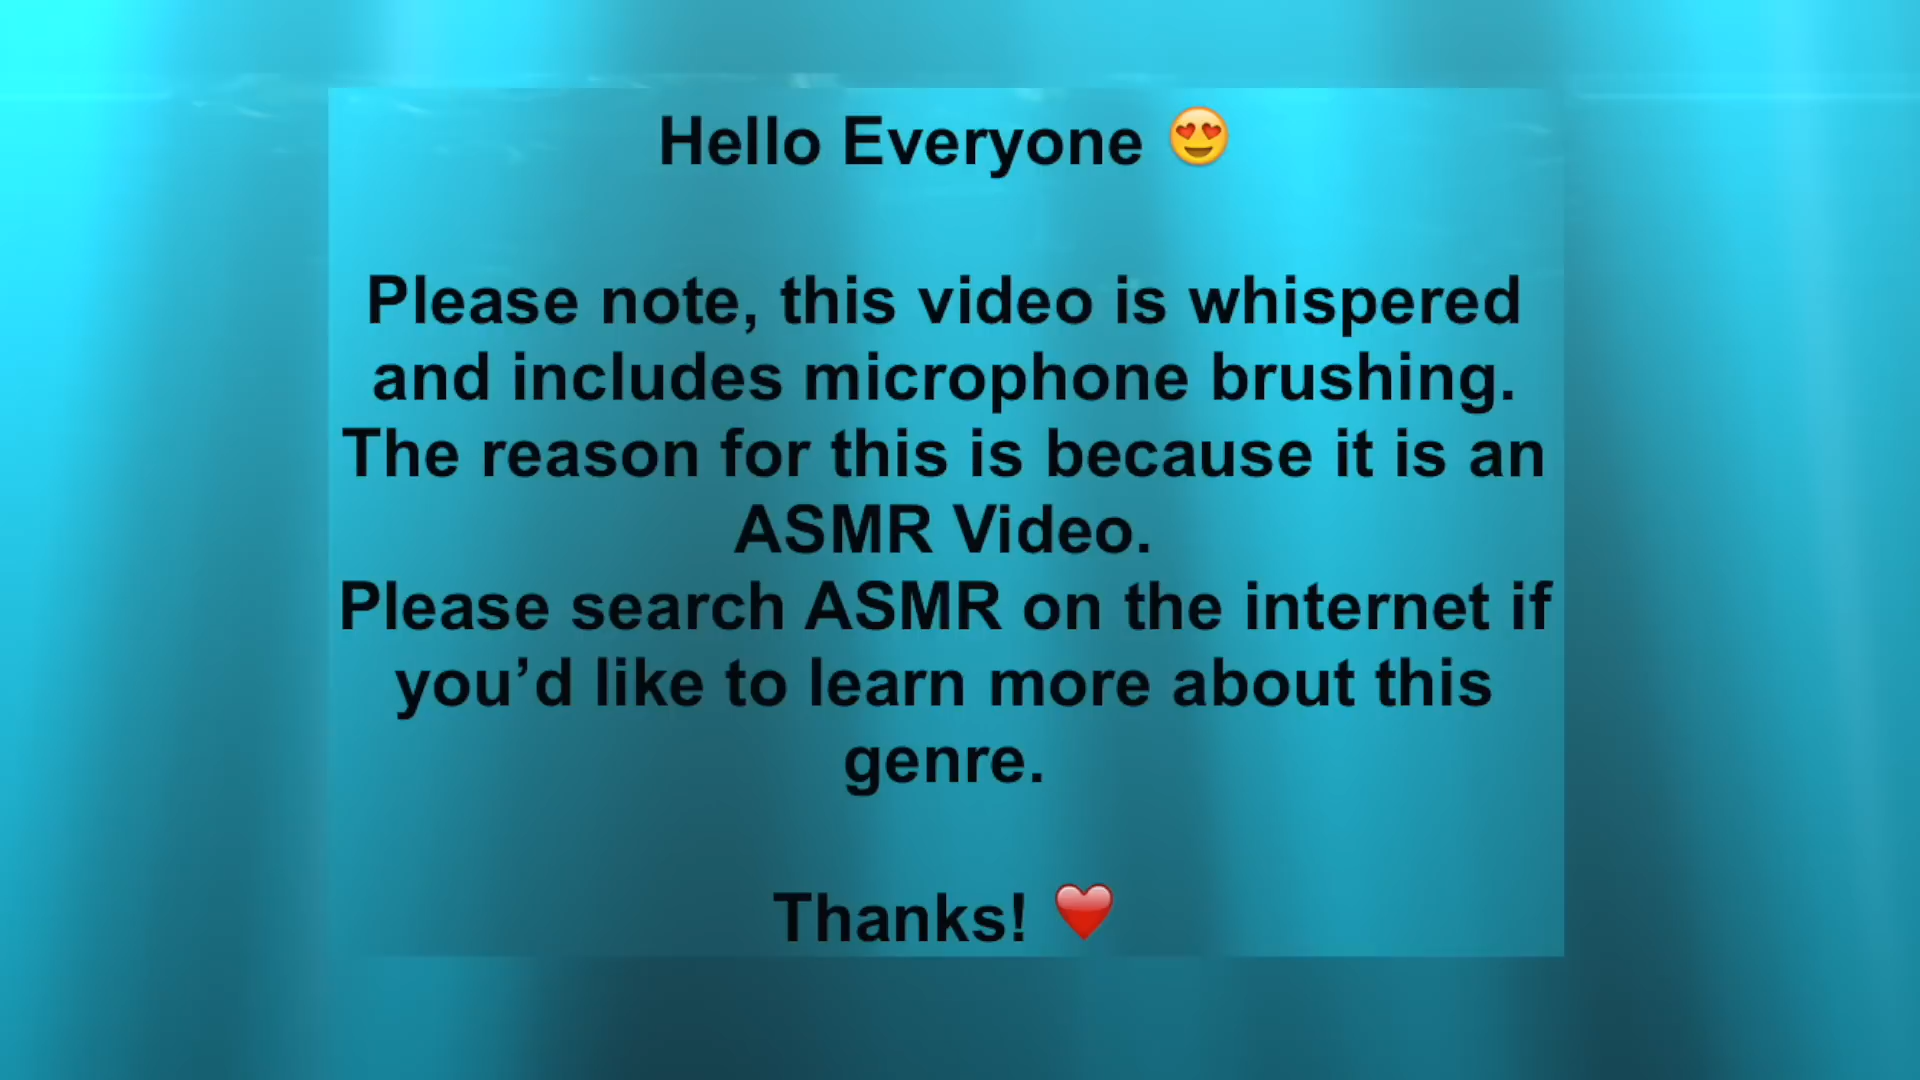 Hello Everyone 😍
Please note, this video is whispered
and includes microphone brushing.
The reason for this is because it is an
ASMR Video.
Please search ASMR on the internet if
you’d like to learn more about this
genre.
Thanks! ❤️